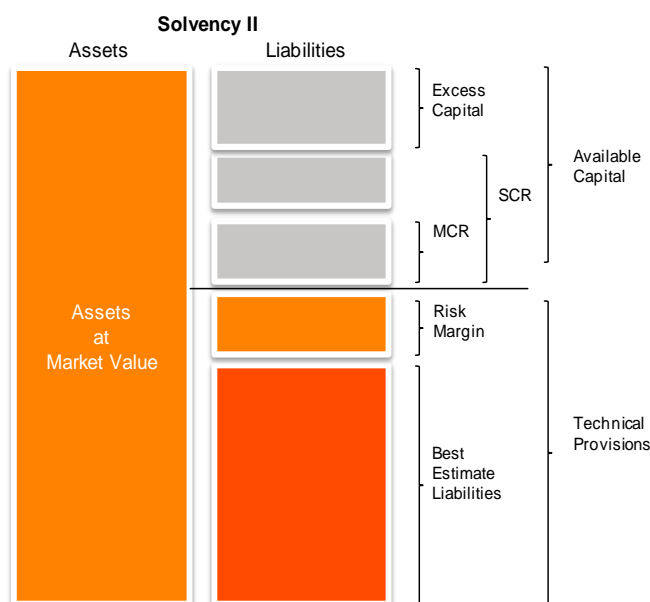 Solvency II
Assets
Liabilities
Excess
Capital
Available
Capital
SCR
MCR
Assets
at
Market Value
Risk
Margin
Technical
Provisions
Best
Estimate
Liabilities